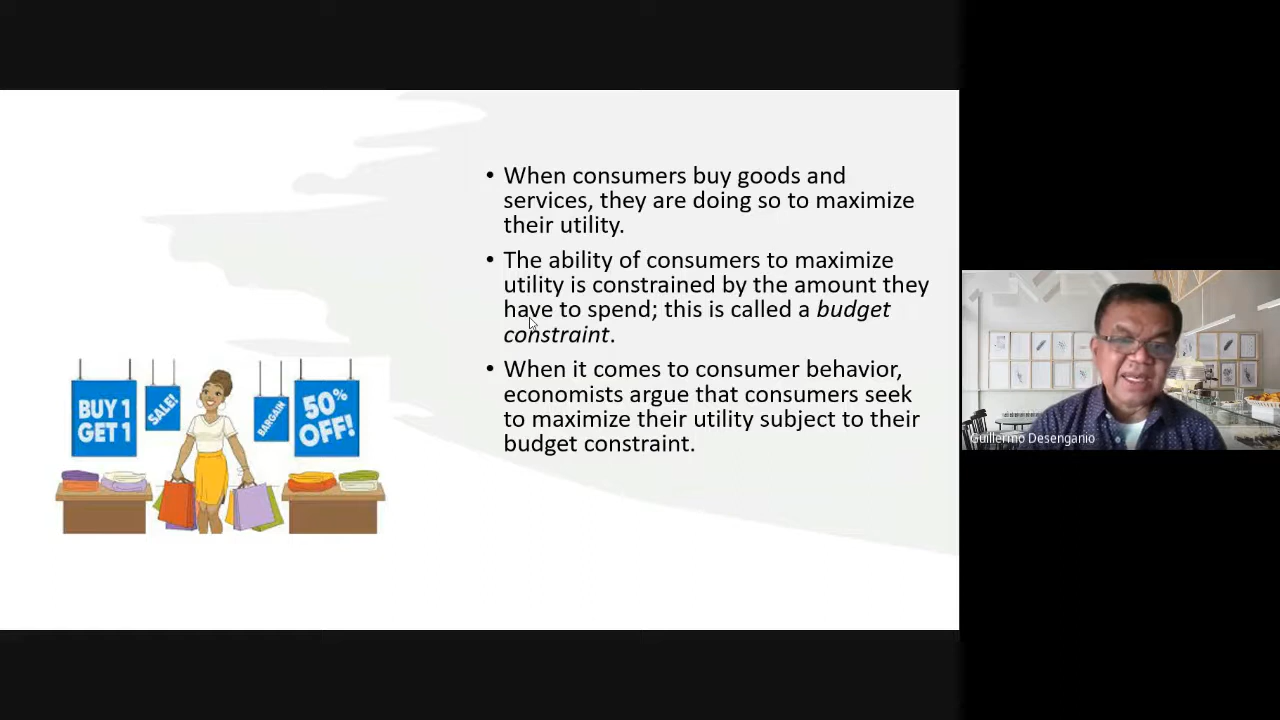 • When consumers buy goods and
services, they are doing so to maximize
their utility.
• The ability of consumers to maximize
utility is constrained by the amount they
have to spend; this is called a budget
constraint.
• When it comes to consumer behavior,
economists argue that consumers seek
to maximize their utility subject to their
budget constraint.
BUY 1
GET 1
SALE!
BARGAIN
50%
OFF!
Guillermo Desenganio